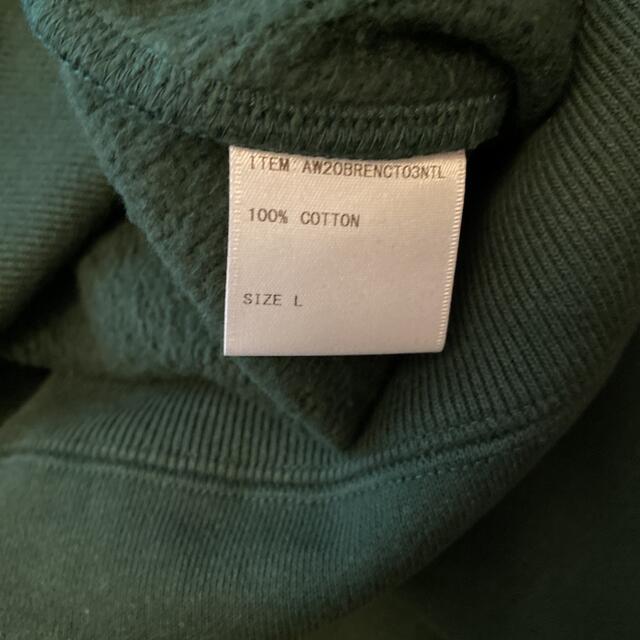 ITEM AW20BRENCT03NTL
100% COTTON
SIZE L